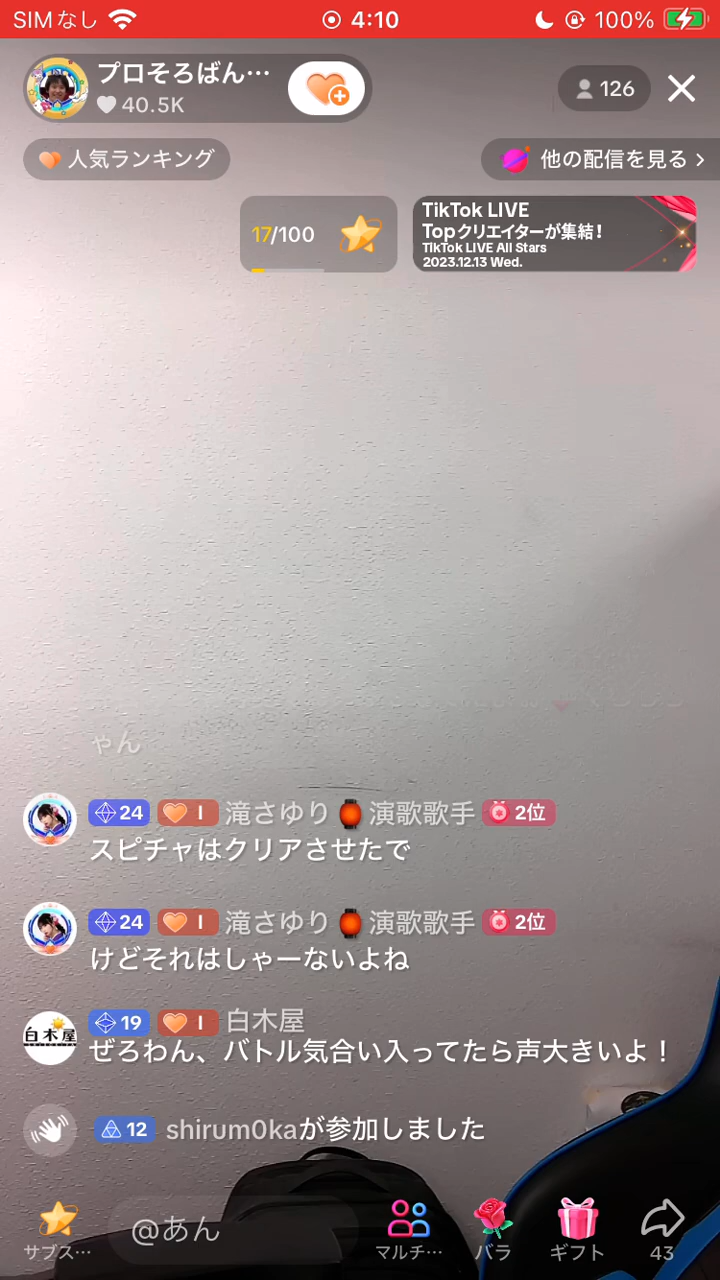 SIMなし 4:10 100%
プロそろばん…
40.5K
126
人気ランキング
他の配信を見る
17/100
TikTok LIVE
Topクリエイターが集結！
TikTok LIVE All Stars
2023.12.13 Wed.
ゃん
24 I 滝さゆり🏮演歌歌手 2位
スピチャはクリアさせたで
24 I 滝さゆり🏮演歌歌手 2位
けどそれはしゃーないよね
白木屋
19 I 白木屋
ぜろわん、バトル気合い入ってたら声大きいよ！
12 shirum0kaが参加しました
@あん
サブス… マルチ… バラ ギフト 43